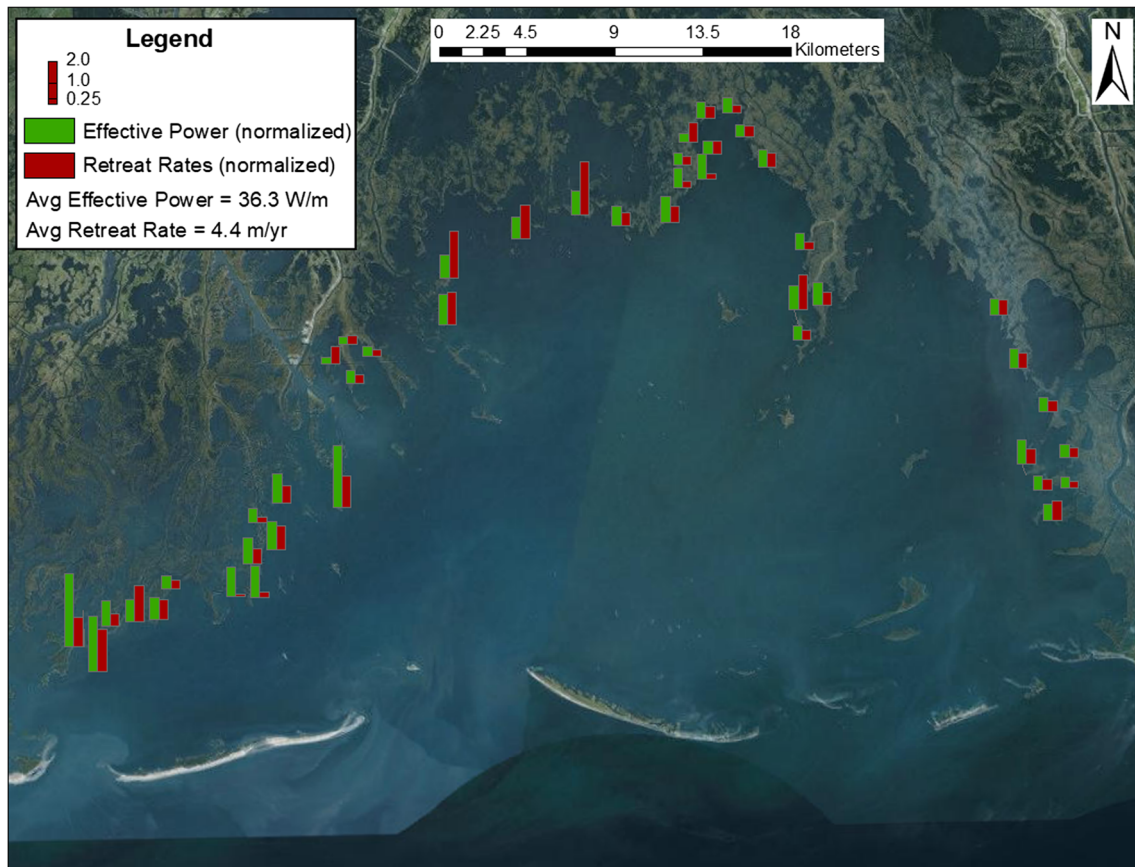 Legend
2.0
1.0
0.25
Effective Power (normalized)
Retreat Rates (normalized)
Avg Effective Power = 36.3 W/m
Avg Retreat Rate = 4.4 m/yr
0 2.25 4.5 9 13.5 18
Kilometers
N